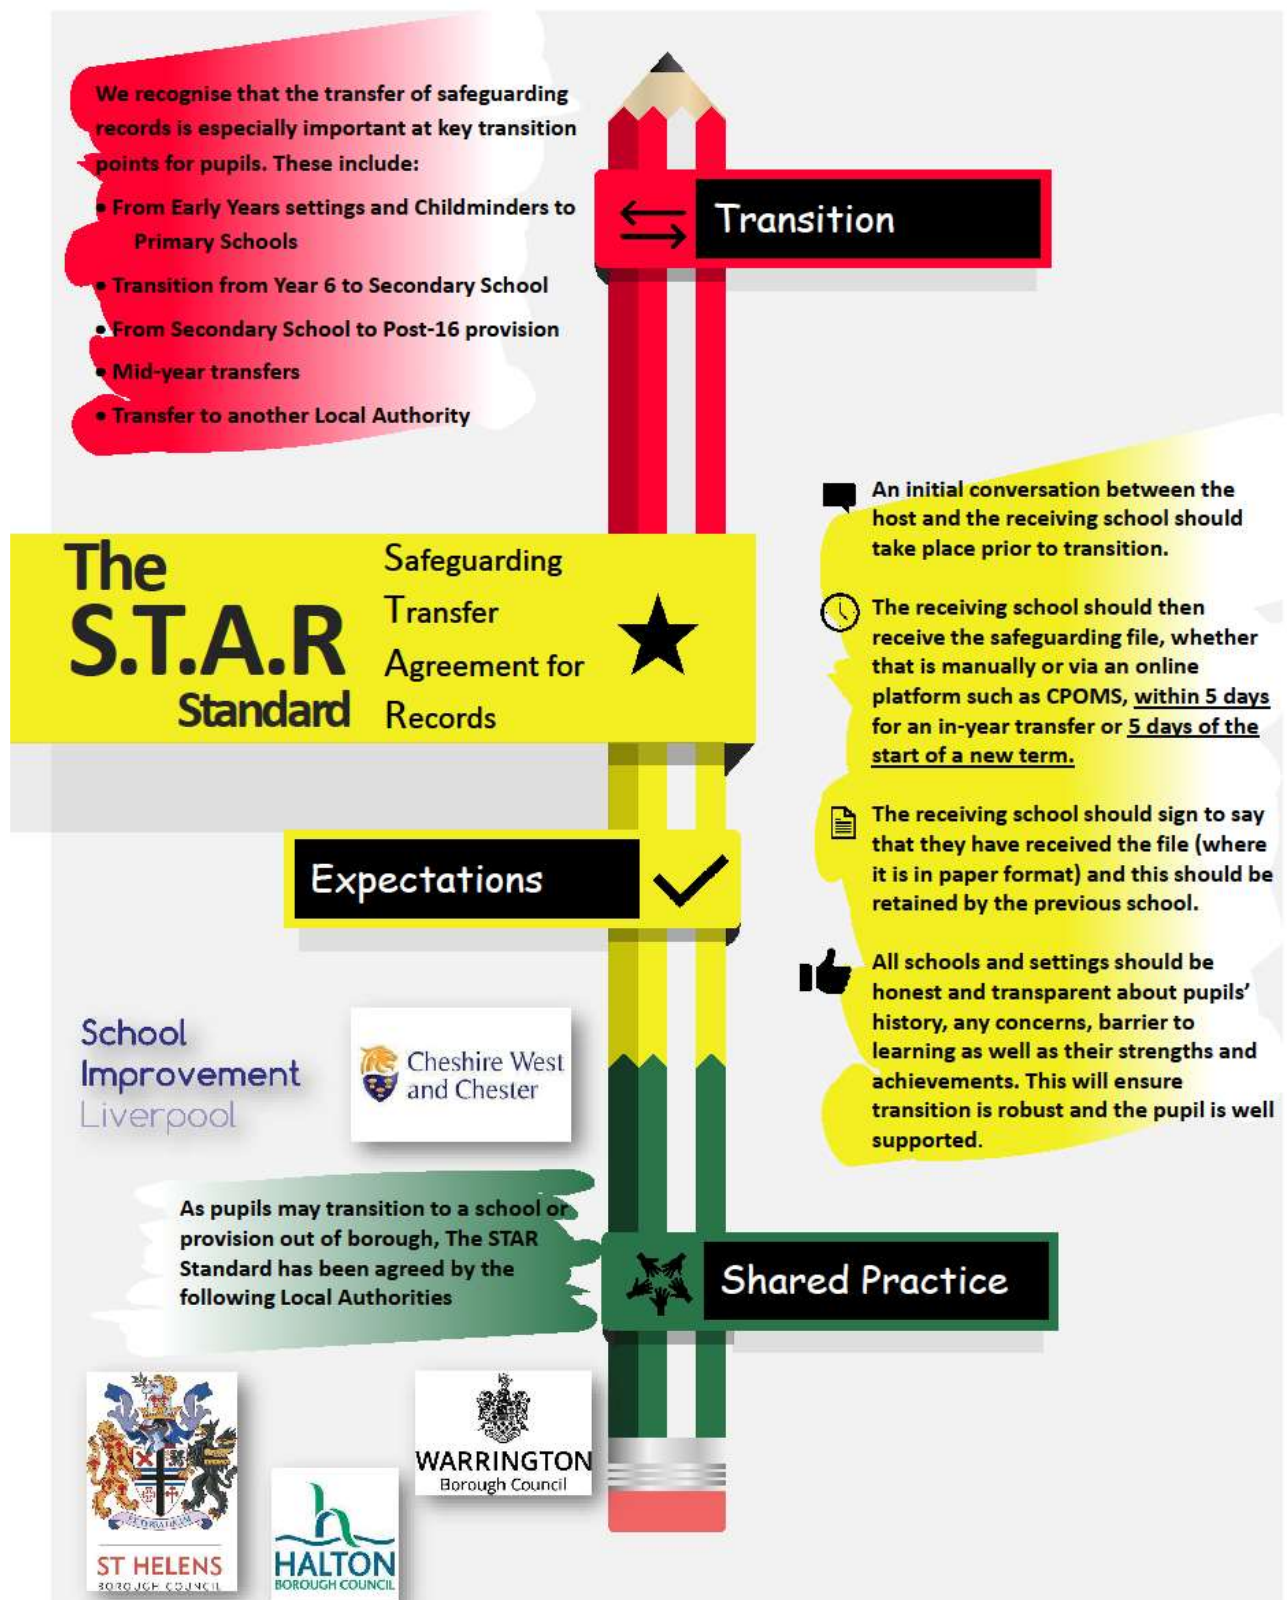 We recognise that the transfer of safeguarding
records is especially important at key transition
points for pupils. These include:
• From Early Years settings and Childminders to
Primary Schools
• Transition from Year 6 to Secondary School
• From Secondary School to Post-16 provision
• Mid-year transfers
• Transfer to another Local Authority
Transition
The
S.T.A.R
Standard
Safeguarding
Transfer
Agreement for
Records
An initial conversation between the
host and the receiving school should
take place prior to transition.
The receiving school should then
receive the safeguarding file, whether
that is manually or via an online
platform such as CPOMS, within 5 days
for an in-year transfer or 5 days of the
start of a new term.
The receiving school should sign to say
that they have received the file (where
it is in paper format) and this should be
retained by the previous school.
All schools and settings should be
honest and transparent about pupils’
history, any concerns, barrier to
learning as well as their strengths and
achievements. This will ensure
transition is robust and the pupil is well
supported.
Expectations
School
Improvement
Liverpool
Cheshire West
and Chester
As pupils may transition to a school or
provision out of borough, The STAR
Standard has been agreed by the
following Local Authorities
Shared Practice
ST HELENS
BOROUGH COUNCIL
HALTON
BOROUGH COUNCIL
WARRINGTON
Borough Council